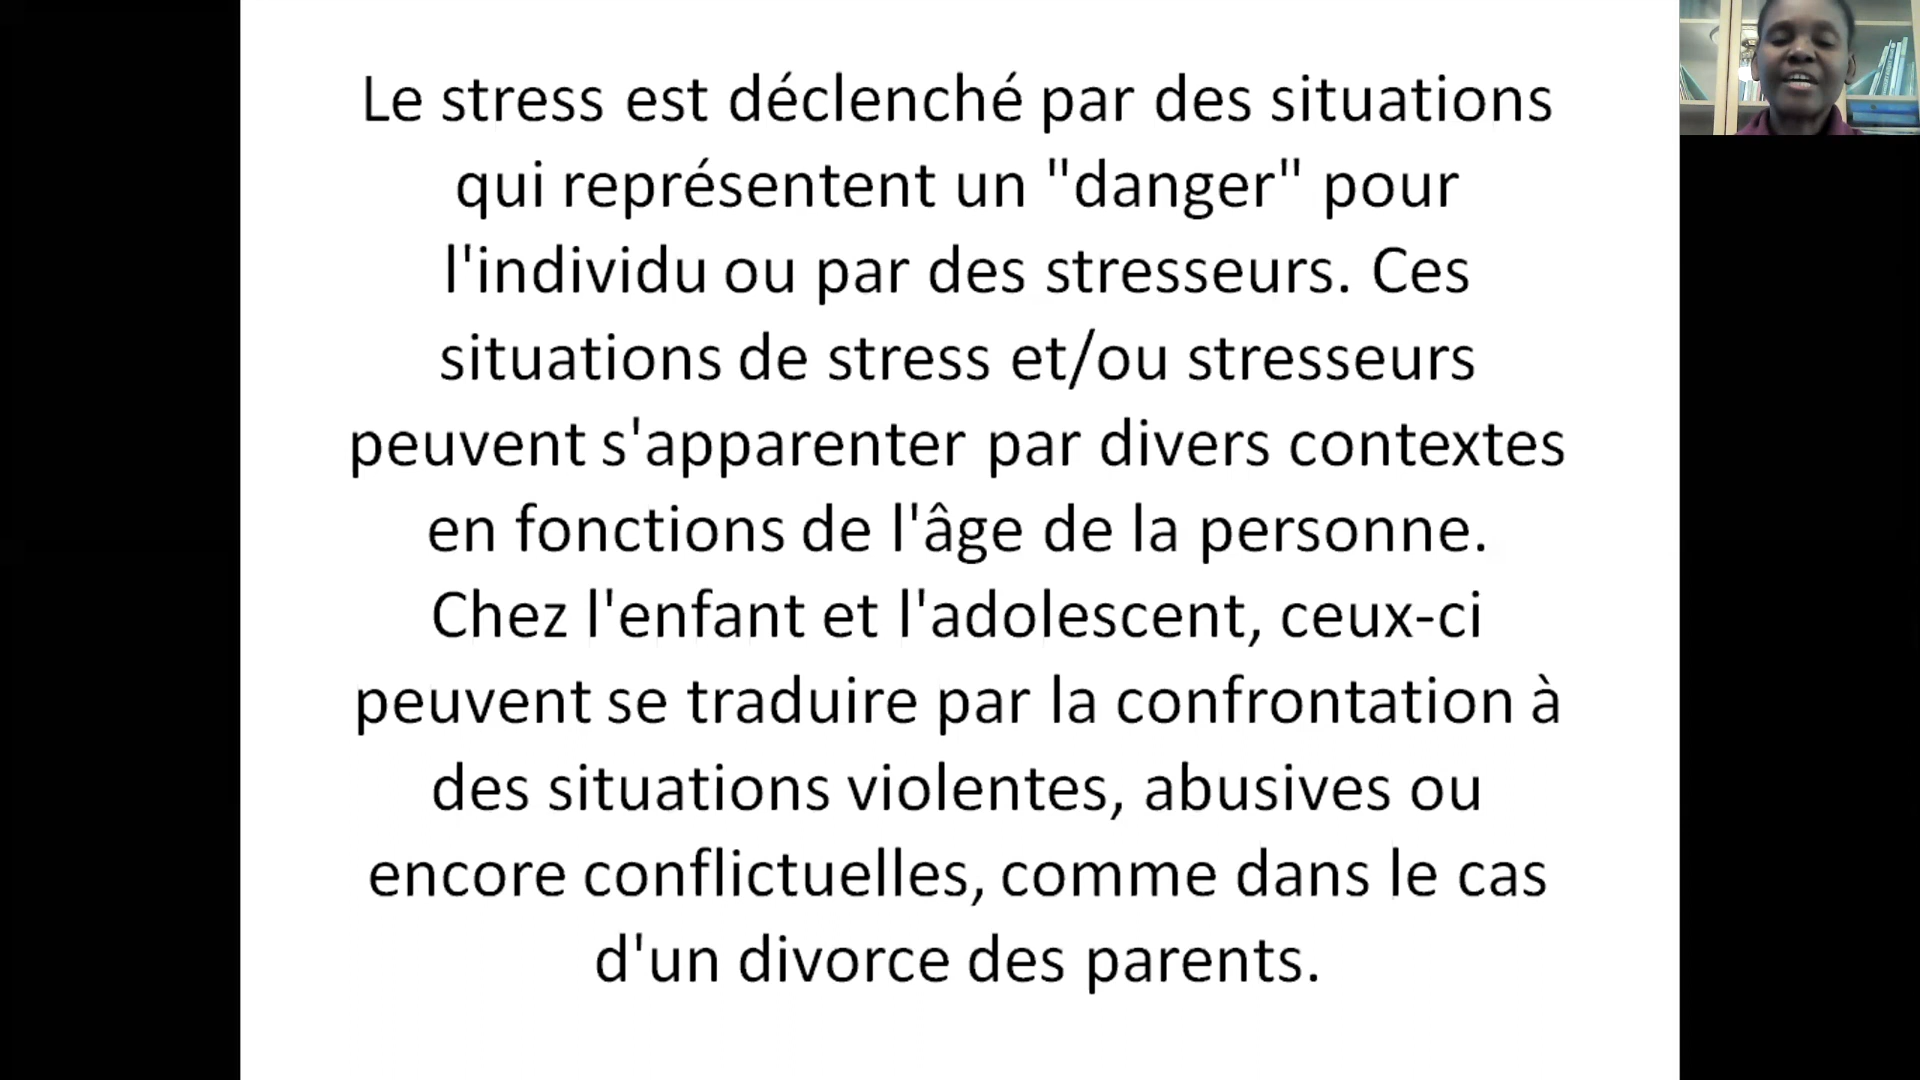 Le stress est déclenché par des situations
qui représentent un "danger" pour
l'individu ou par des stresseurs. Ces
situations de stress et/ou stresseurs
peuvent s'apparenter par divers contextes
en fonctions de l'âge de la personne.
Chez l'enfant et l'adolescent, ceux-ci
peuvent se traduire par la confrontation à
des situations violentes, abusives ou
encore conflictuelles, comme dans le cas
d'un divorce des parents.